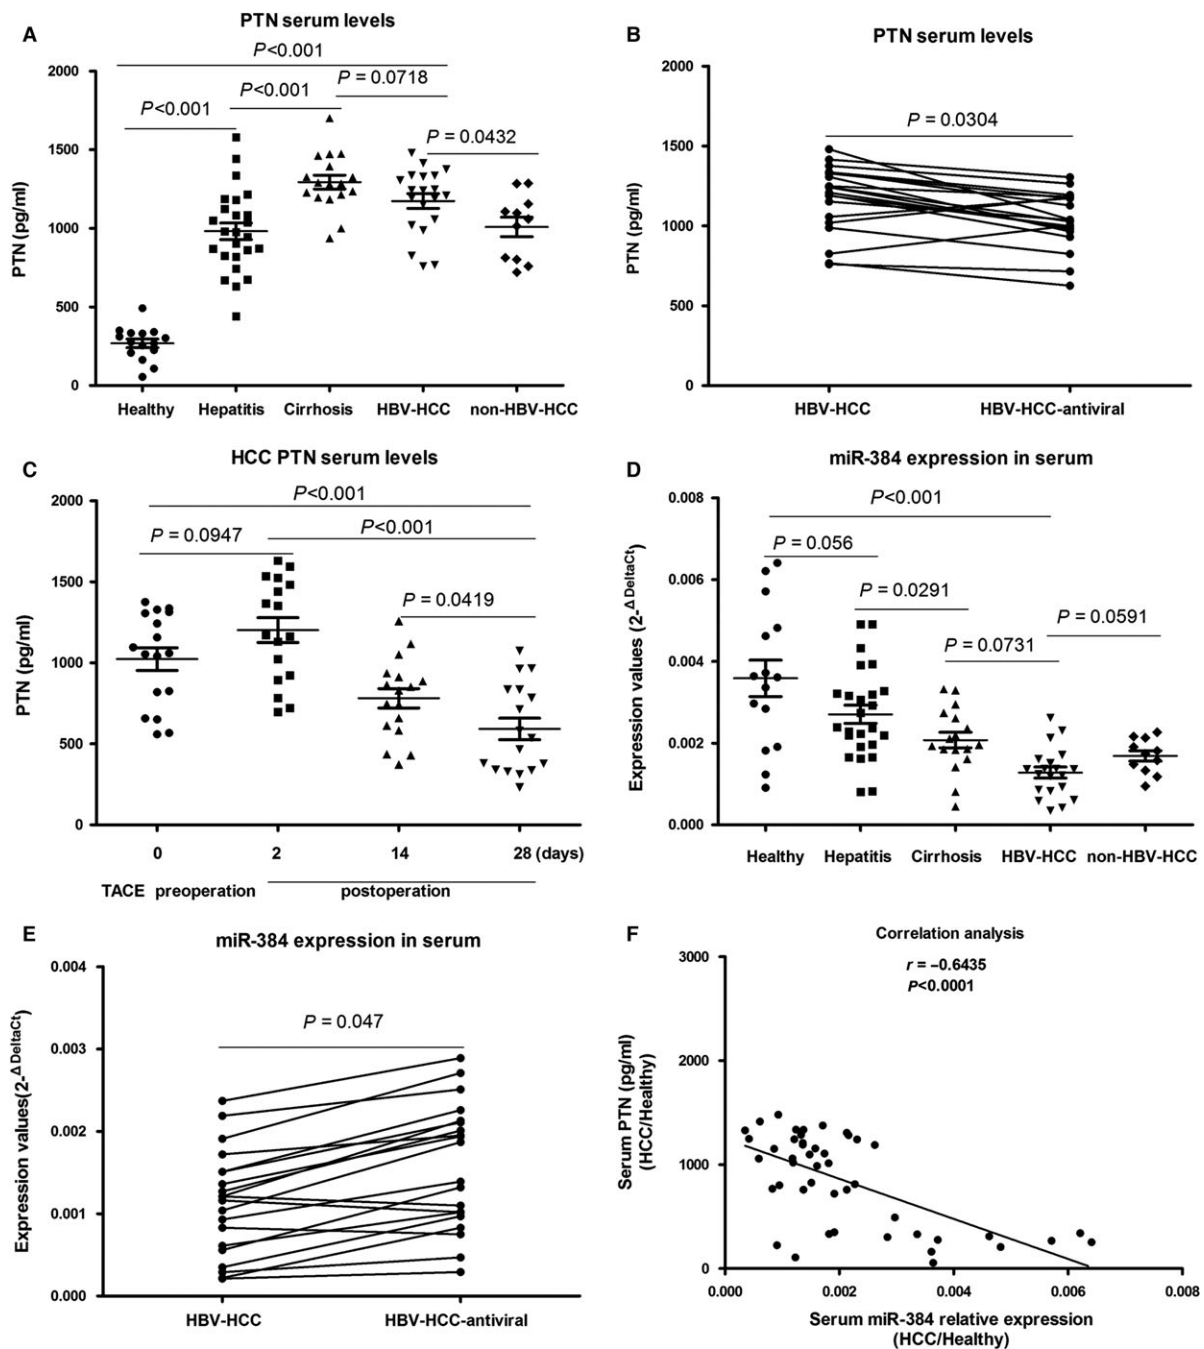 A
PTN serum levels
P<0.001
P = 0.0718
P<0.001
P<0.001
P = 0.0432
2000
1500
1000
500
0
PTN (pg/ml)
Healthy
Hepatitis
Cirrhosis
HBV-HCC
non-HBV-HCC
B
PTN serum levels
P = 0.0304
2000
1500
1000
500
0
PTN (pg/ml)
HBV-HCC
HBV-HCC-antiviral
C
HCC PTN serum levels
P<0.001
P<0.001
P = 0.0947
P = 0.0419
2000
1500
1000
500
0
PTN (pg/ml)
0
2
14
28 (days)
TACE preoperation
postoperation
D
miR-384 expression in serum
P<0.001
P = 0.056
P = 0.0291
P = 0.0591
P = 0.0731
0.008
0.006
0.004
0.002
0.000
Expression values (2-ΔDeltaCt)
Healthy
Hepatitis
Cirrhosis
HBV-HCC
non-HBV-HCC
E
miR-384 expression in serum
P = 0.047
0.004
0.003
0.002
0.001
0.000
Expression values(2-ΔDeltaCt)
HBV-HCC
HBV-HCC-antiviral
F
Correlation analysis
r = –0.6435
P<0.0001
3000
2000
1000
0
Serum PTN (pg/ml)
(HCC/Healthy)
0.000
0.002
0.004
0.006
0.008
Serum miR-384 relative expression
(HCC/Healthy)